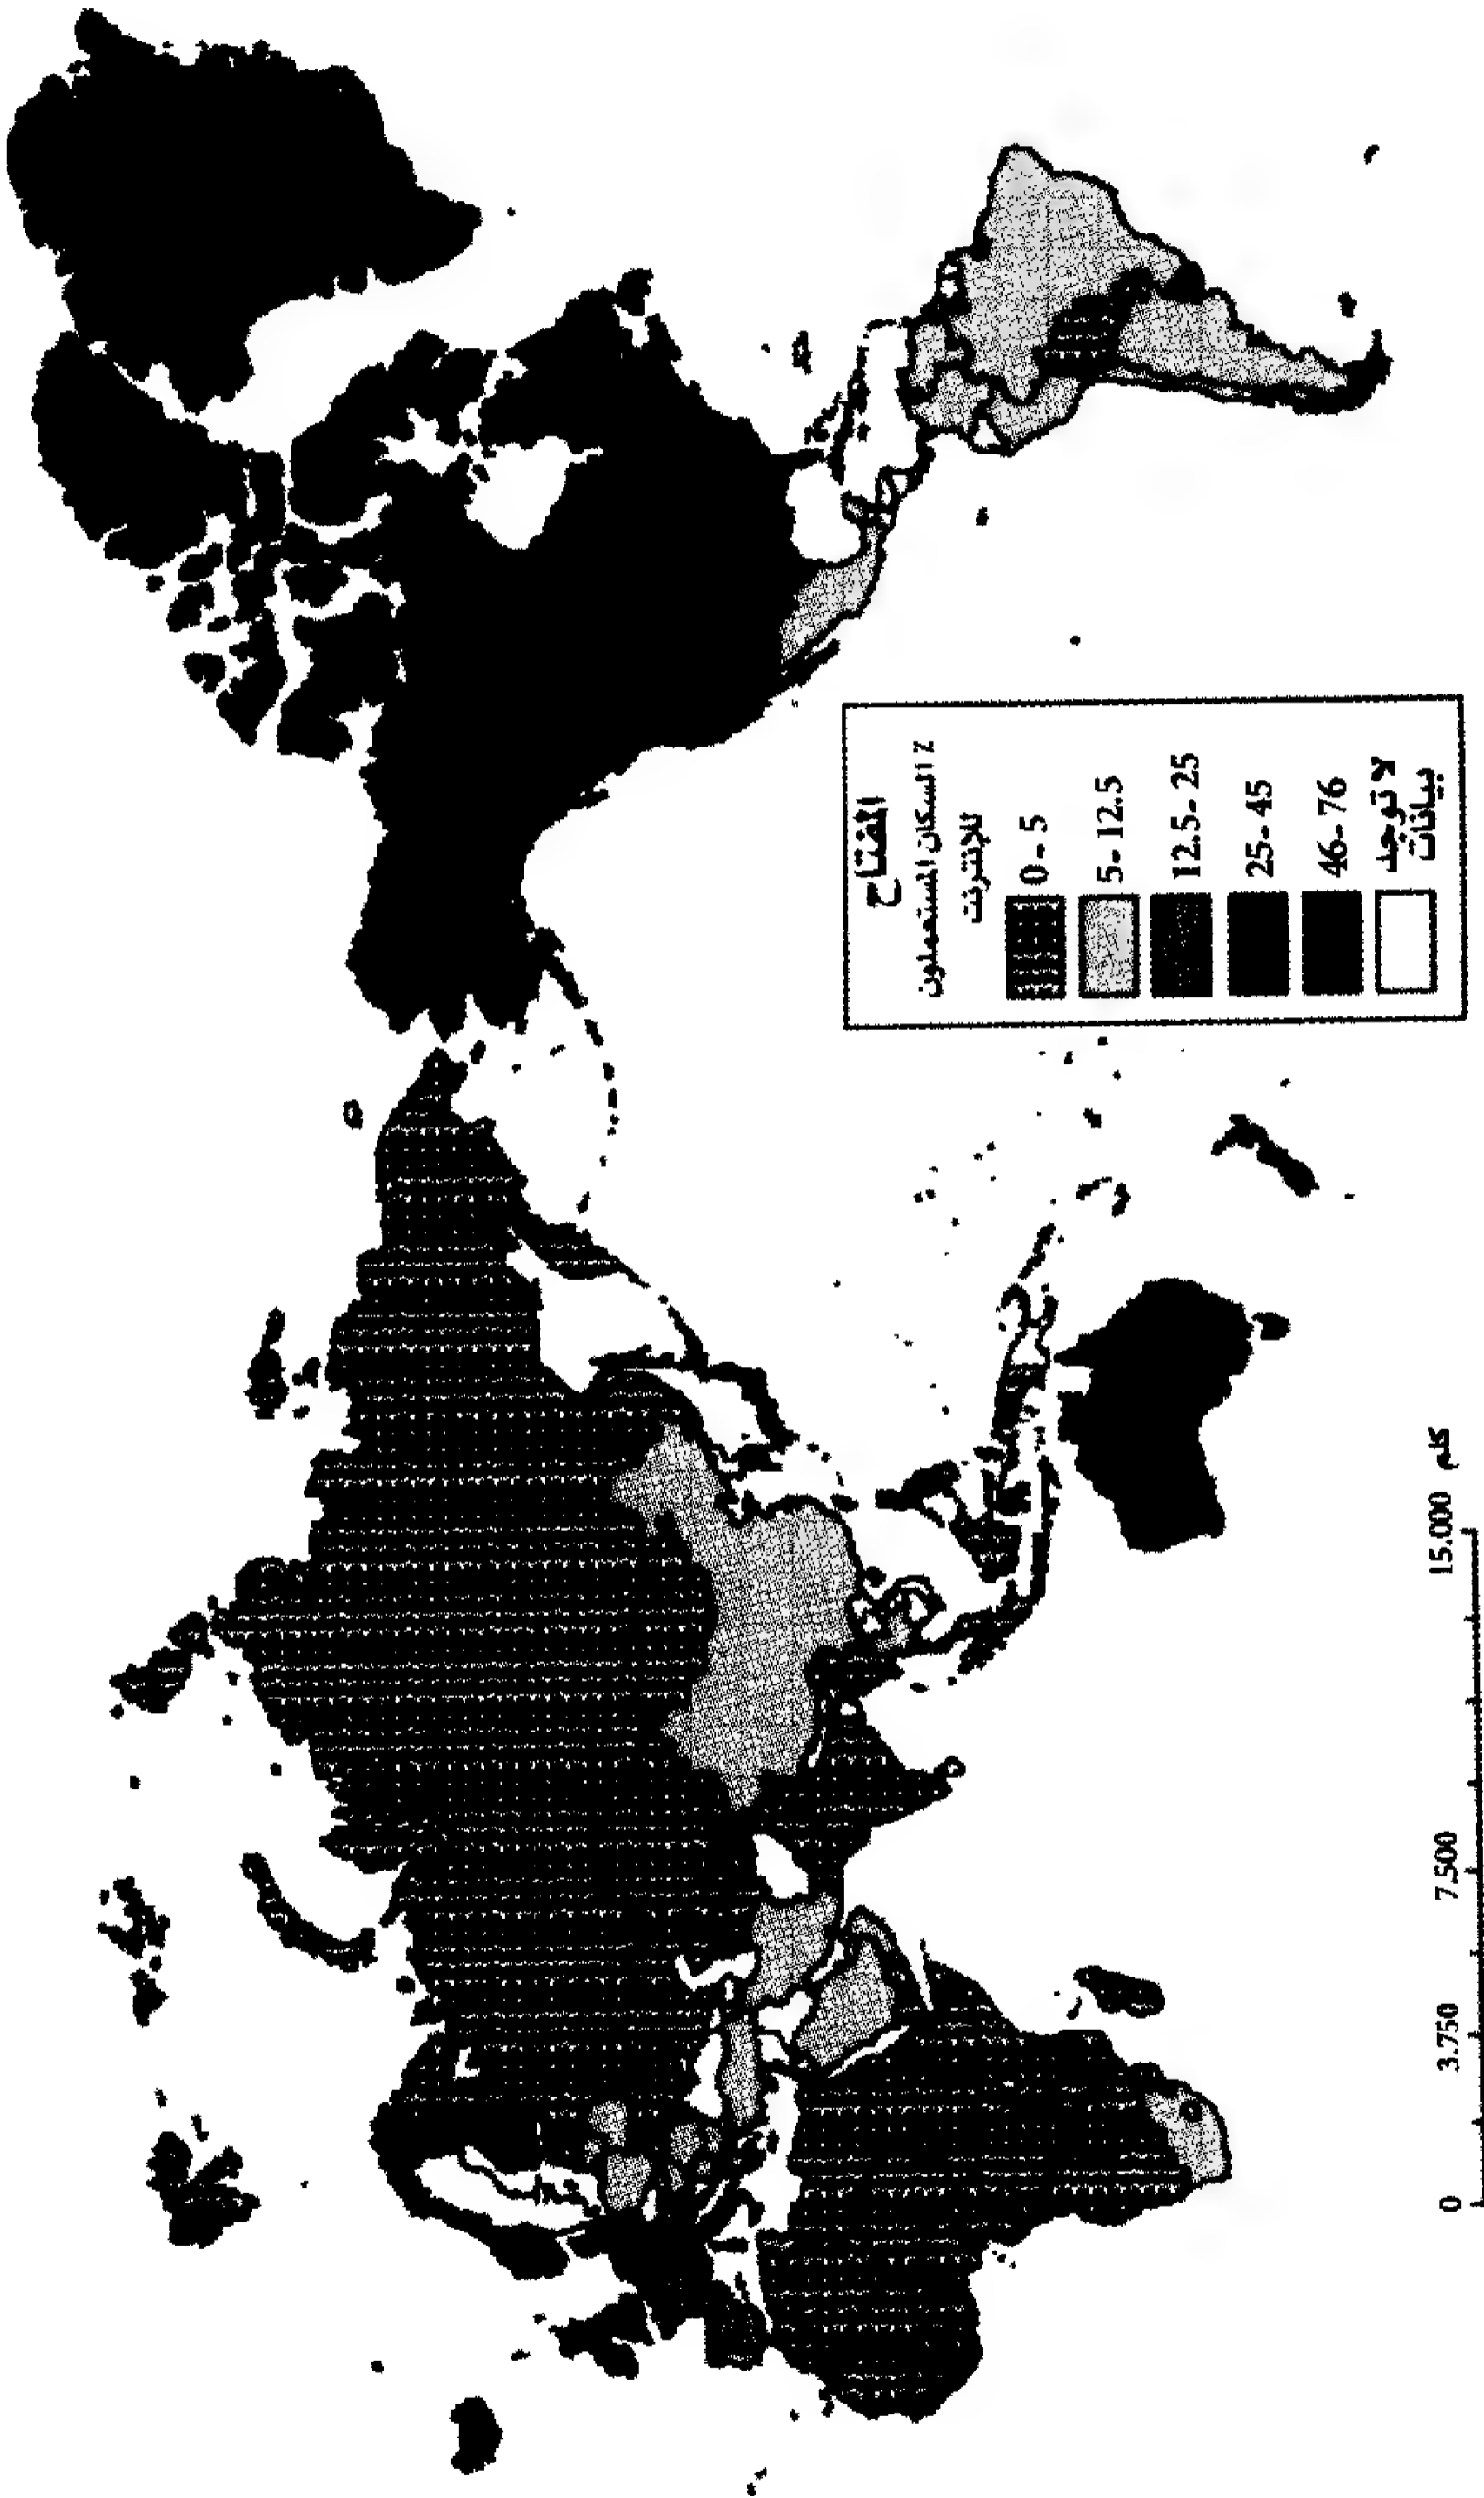 المفتاح
٪ السكان المستعملون
للإنترنت
0 - 5
5- 12.5
12.5- 25
25- 45
46- 76
لا توجد
بيانات
0 3.750 7.500 15.000 كلم